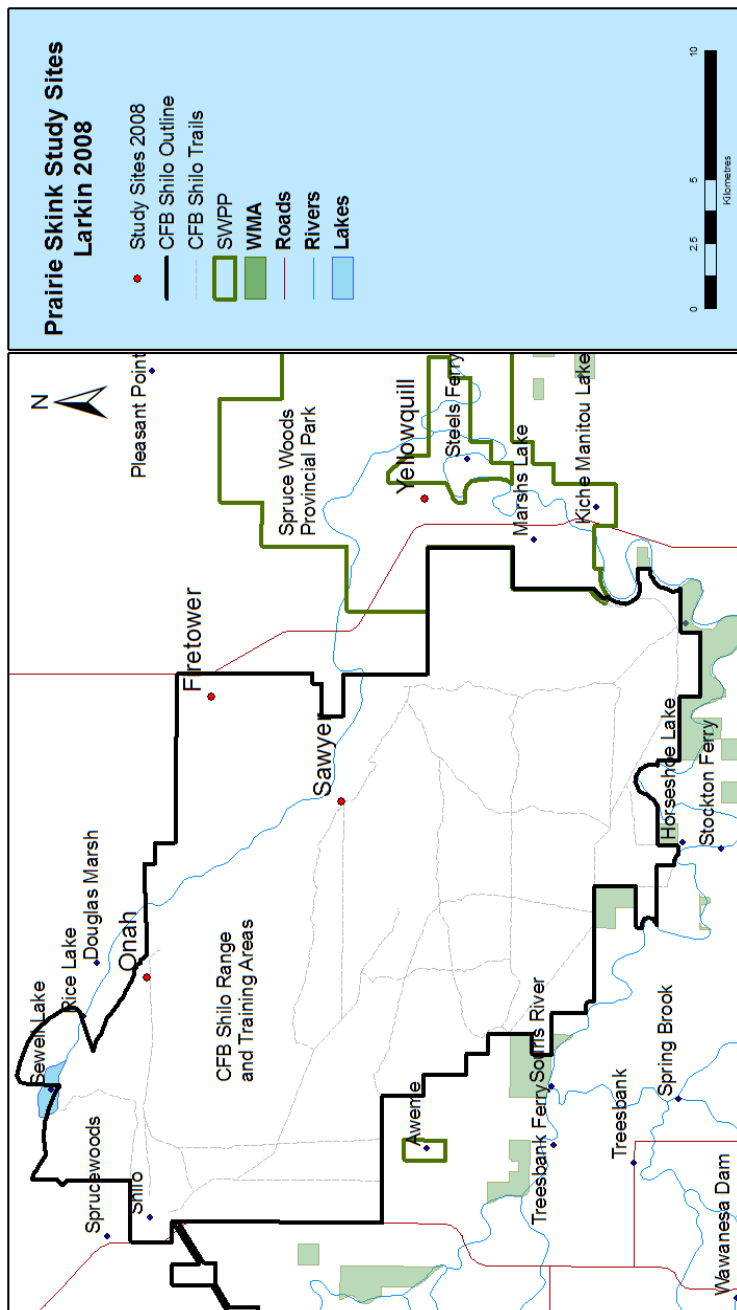 Prairie Skink Study Sites
Larkin 2008
Study Sites 2008
CFB Shilo Outline
CFB Shilo Trails
SWPP
WMA
Roads
Rivers
Lakes
0
2.5
5
10
Kilometres
N
Pleasant Point
Sewell Lake
Rice Lake
Douglas Marsh
Onah
Sprucewoods
Shilo
Firetower
Spruce Woods
Provincial Park
CFB Shilo Range
and Training Areas
Sawyer
Yellowquill
Steels Ferry
Marshs Lake
Kiche Manitou Lake
Aweme
Treesbank Ferry
Souris River
Treesbank
Spring Brook
Wawanesa Dam
Horseshoe Lake
Stockton Ferry